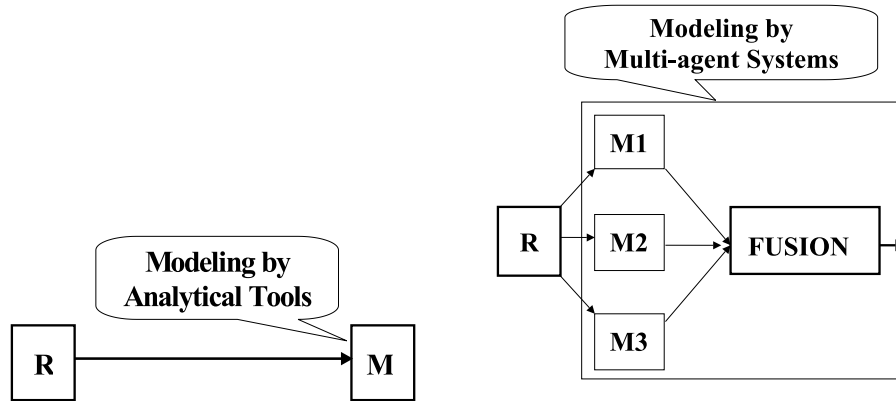 Modeling by
Analytical Tools
R
M
Modeling by
Multi-agent Systems
M1
R
M2
FUSION
M3